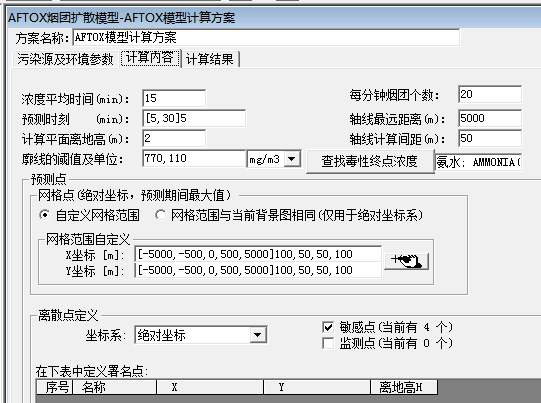 AFTOX烟团扩散模型-AFTOX模型计算方案
方案名称: AFTOX模型计算方案
污染源及环境参数 计算内容 计算结果
浓度平均时间(min): 15 每分钟烟团个数: 20
预测时刻 (min): [5,30]5 轴线最远距离(m): 5000
计算平面离地高(m): 2 轴线计算间距(m): 50
廓线的阈值及单位: 770,110 mg/m3 查找毒性终点浓度 氨水; AMMONIA(
预测点
网格点(绝对坐标，预测期间最大值)
自定义网格范围 网格范围与当前背景图相同(仅用于绝对坐标系)
网格范围自定义
X坐标 [m]: [-5000,-500,0,500,5000]100,50,50,100
Y坐标 [m]: [-5000,-500,0,500,5000]100,50,50,100
离散点定义
坐标系: 绝对坐标 敏感点(当前有 4 个)
监测点(当前有 0 个)
在下表中定义署名点:
序号 名称 X Y 离地高H